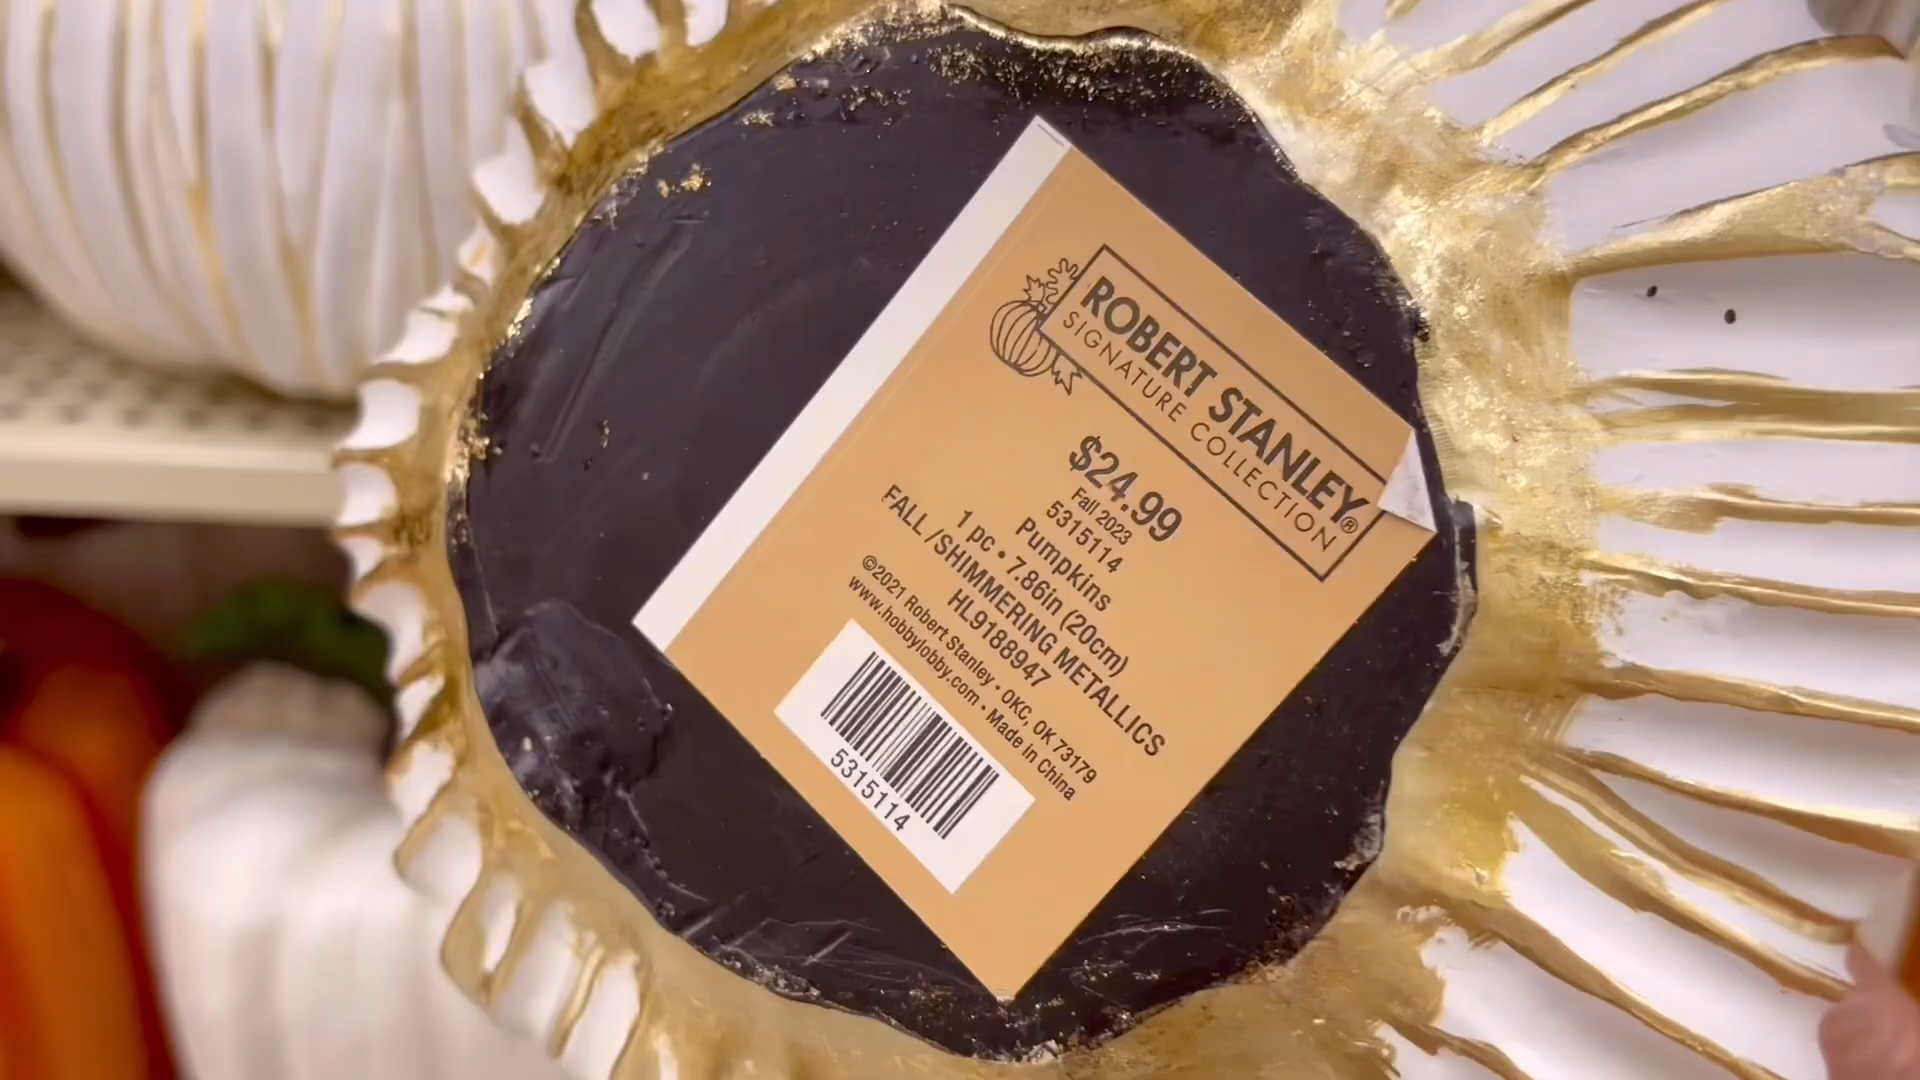 ROBERT STANLEY®
SIGNATURE COLLECTION
$24.99
Fall 2023
5315114
Pumpkins
1 pc • 7.86in (20cm)
FALL /SHIMMERING METALLICS
HL9188947
©2021 Robert Stanley • OKC, OK 73179
www.hobbylobby.com • Made in China
5315114